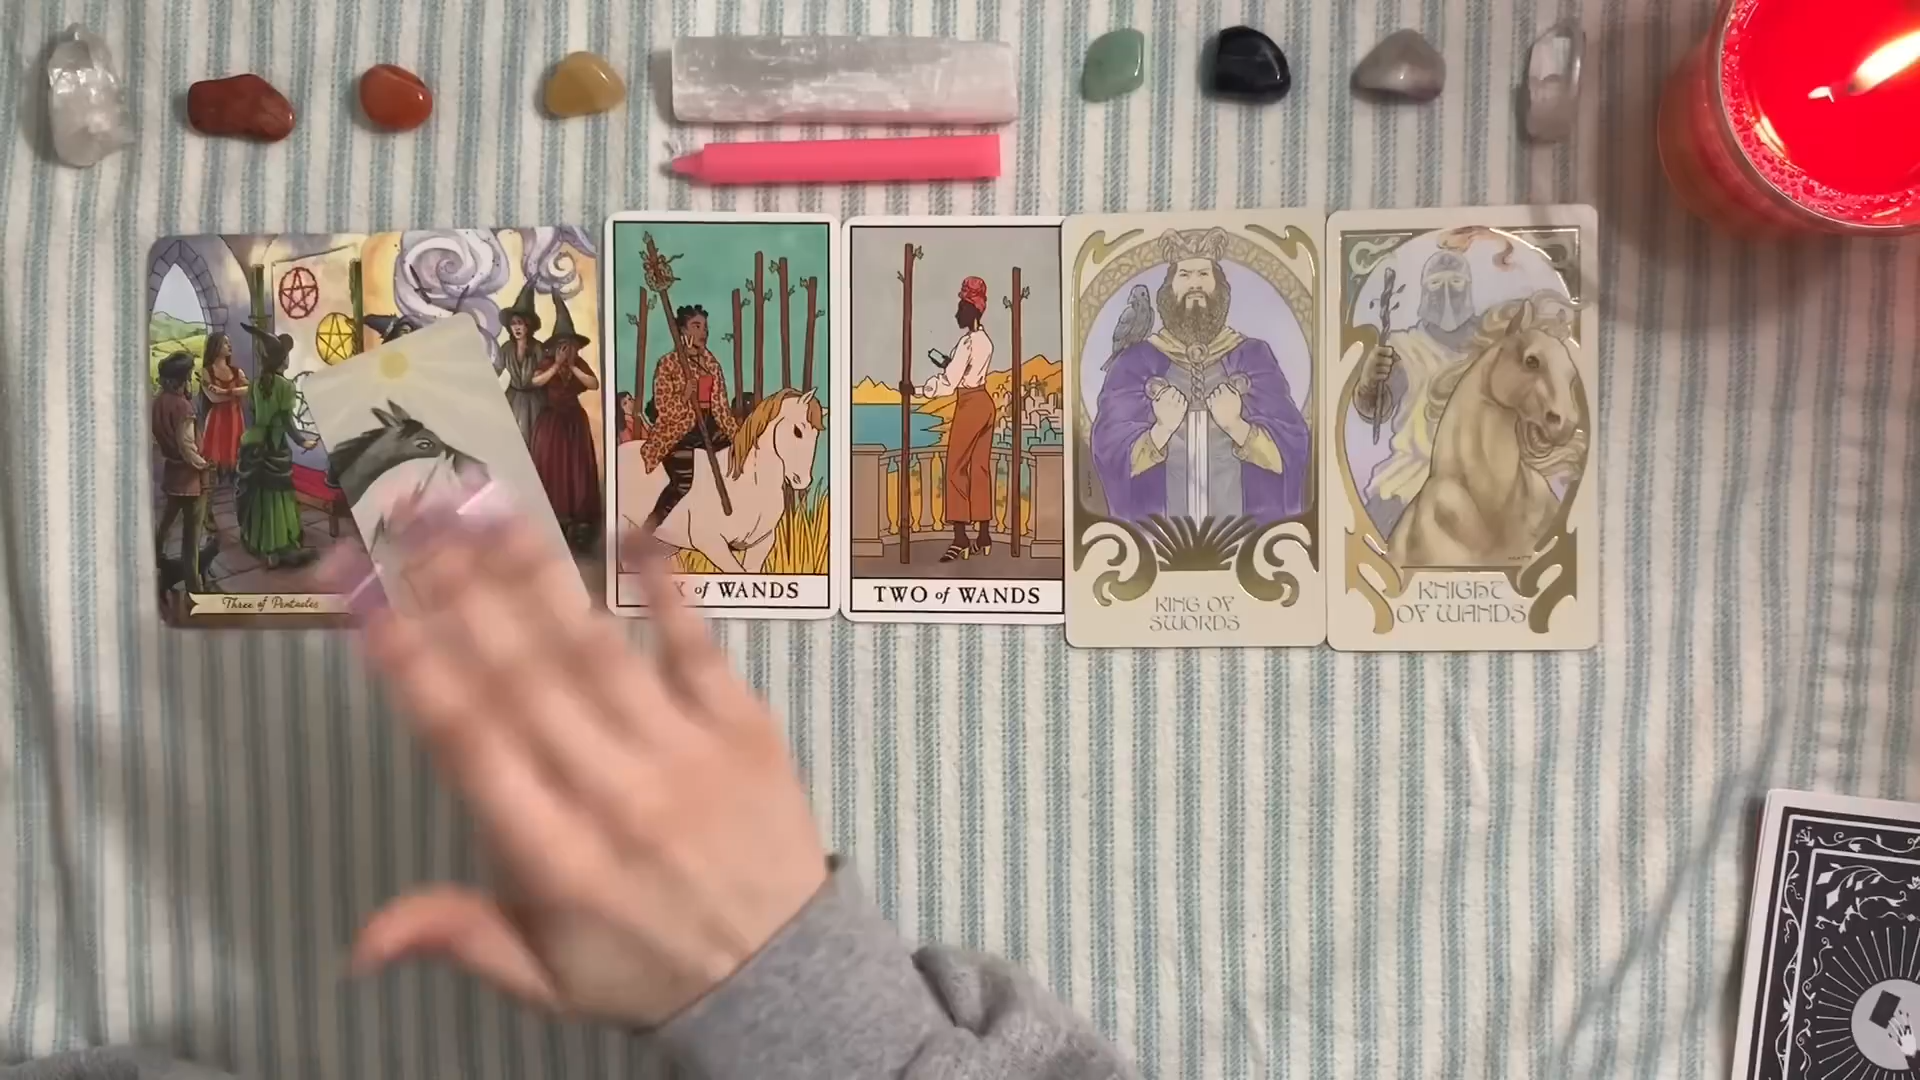 Three of Pentacles
of WANDS
TWO of WANDS
KING OF
SWORDS
KNIGHT
OF WANDS